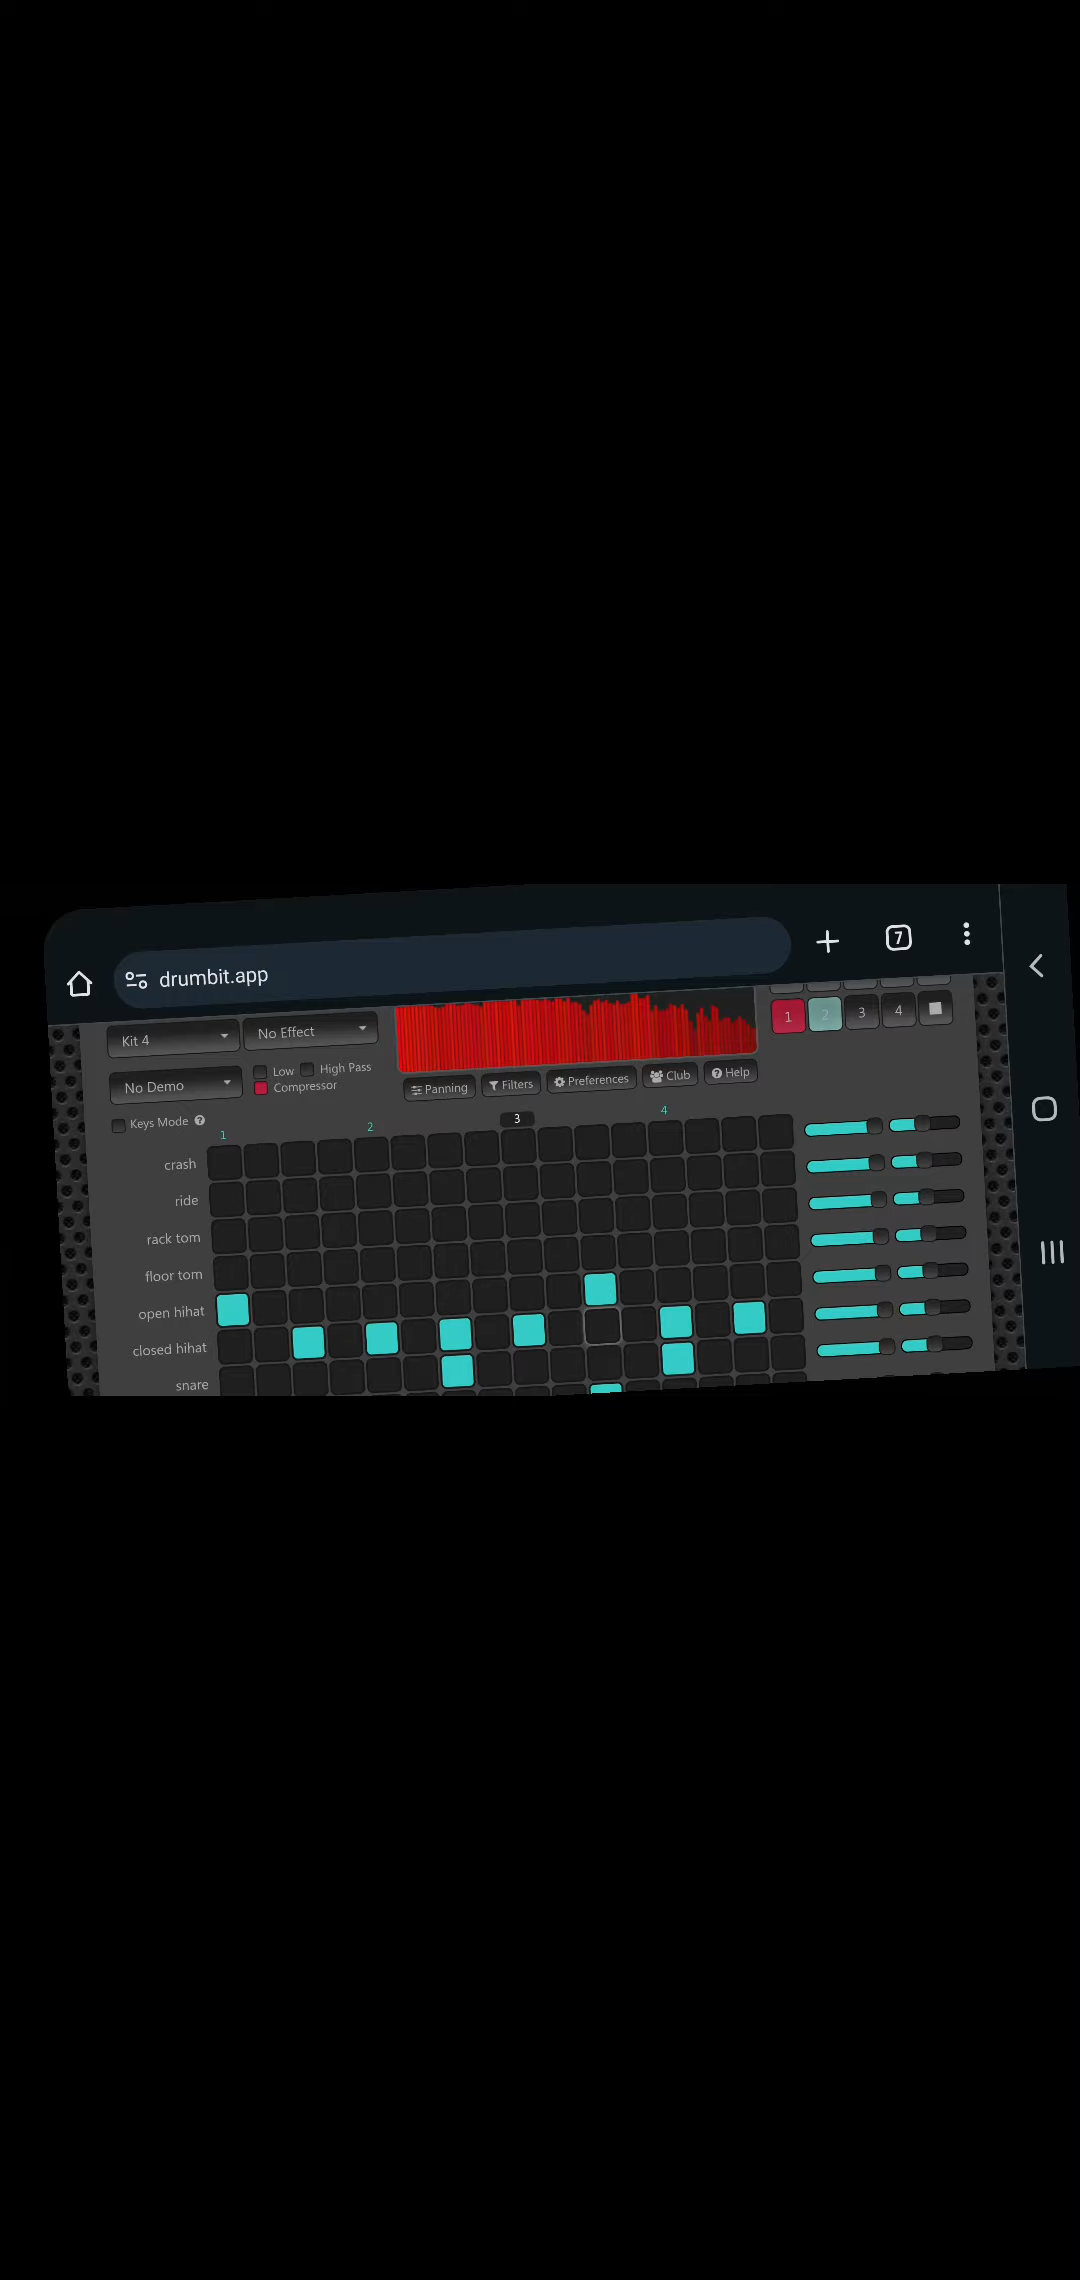 drumbit.app
7
Kit 4
No Effect
1 2 3 4
No Demo
Low
High Pass
Compressor
Panning
Filters
Preferences
Club
Help
Keys Mode
1 2 3 4
crash
ride
rack tom
floor tom
open hihat
closed hihat
snare